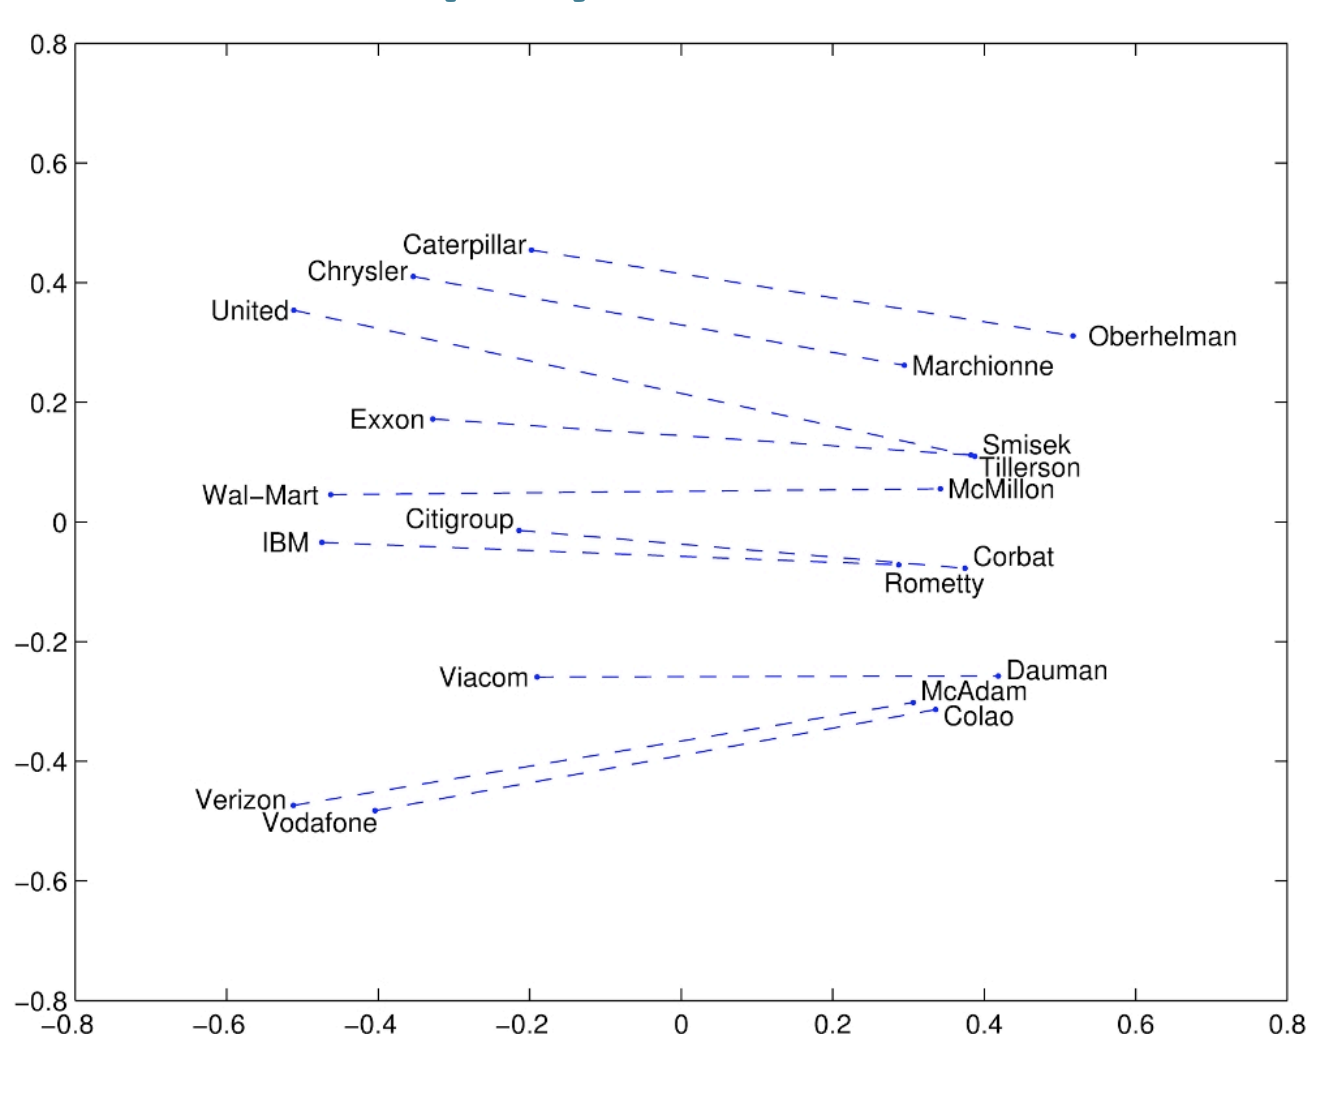 0.8
0.6
Caterpillar
Chrysler
0.4
United
Oberhelman
Marchionne
0.2
Exxon
Smisek
Tillerson
Wal-Mart
McMillon
0
Citigroup
IBM
Corbat
Rometty
−0.2
Viacom
Dauman
McAdam
Colao
−0.4
Verizon
Vodafone
−0.6
−0.8
−0.8 −0.6 −0.4 −0.2 0 0.2 0.4 0.6 0.8